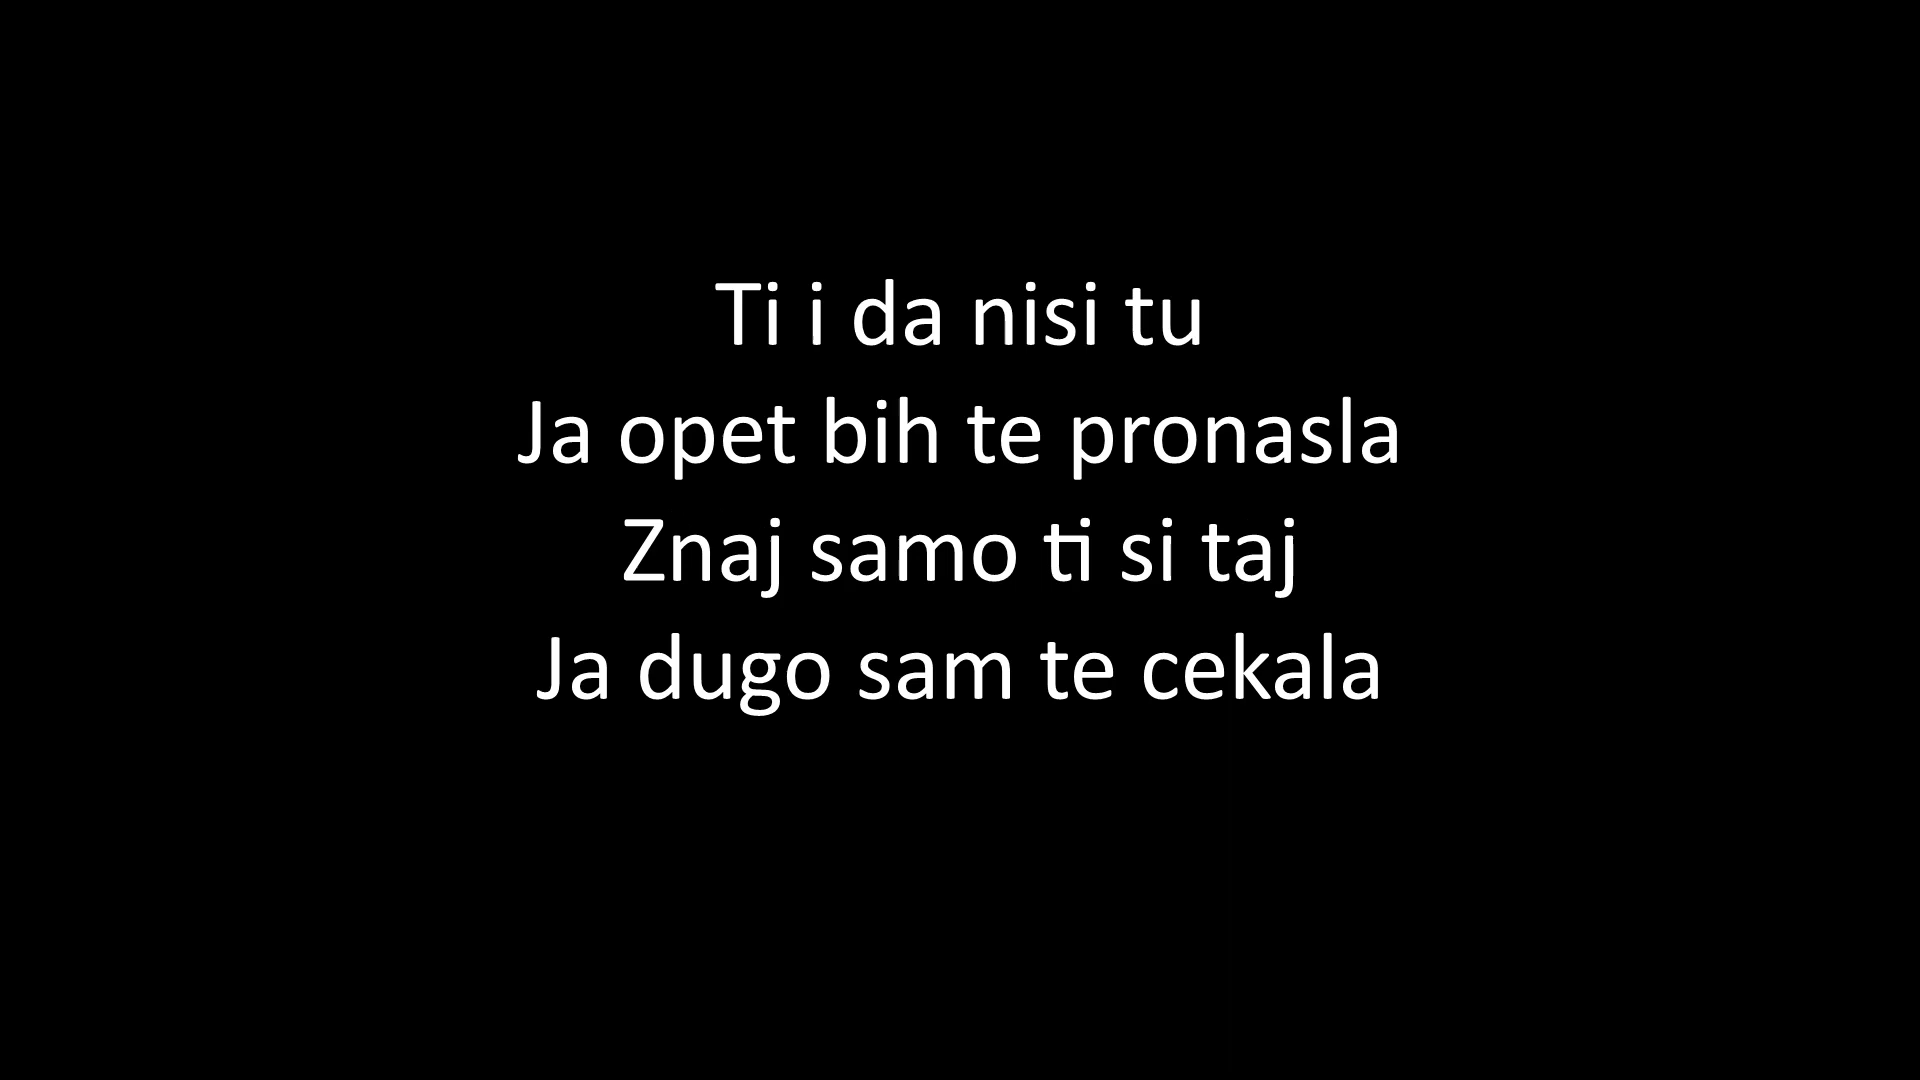 Ti i da nisi tu
Ja opet bih te pronasla
Znaj samo ti si taj
Ja dugo sam te cekala